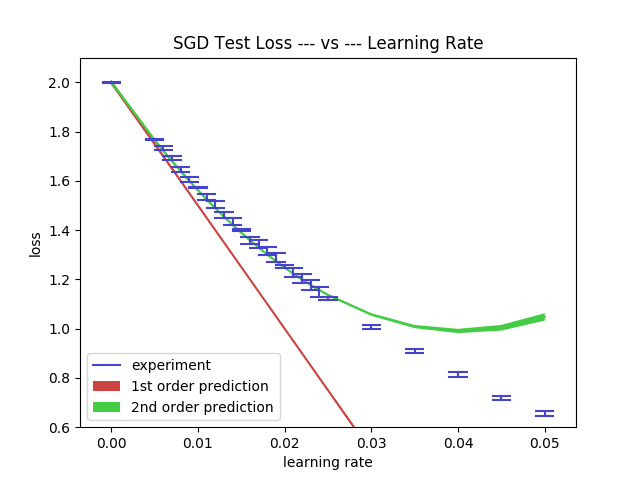 SGD Test Loss --- vs --- Learning Rate
2.0
1.8
1.6
1.4
1.2
1.0
0.8
0.6
loss
experiment
1st order prediction
2nd order prediction
0.00 0.01 0.02 0.03 0.04 0.05
learning rate